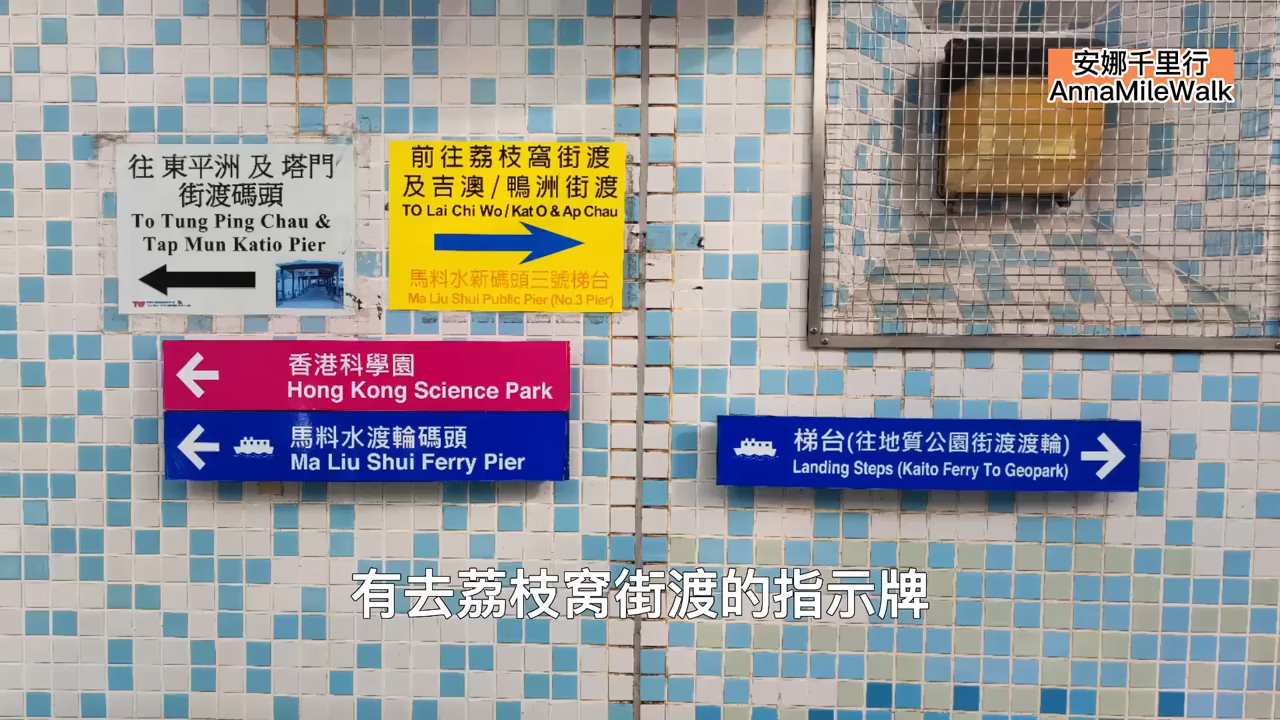 安娜千里行
AnnaMileWalk
往 東平洲 及 塔門
街渡碼頭
To Tung Ping Chau &
Tap Mun Katio Pier
前往荔枝窩街渡
及吉澳/鴨洲街渡
TO Lai Chi Wo/Kat O & Ap Chau
馬料水新碼頭三號梯台
Ma Liu Shui Public Pier (No.3 Pier)
香港科學園
Hong Kong Science Park
馬料水渡輪碼頭
Ma Liu Shui Ferry Pier
梯台(往地質公園街渡渡輪)
Landing Steps (Kaito Ferry To Geopark)
有去荔枝窝街渡的指示牌